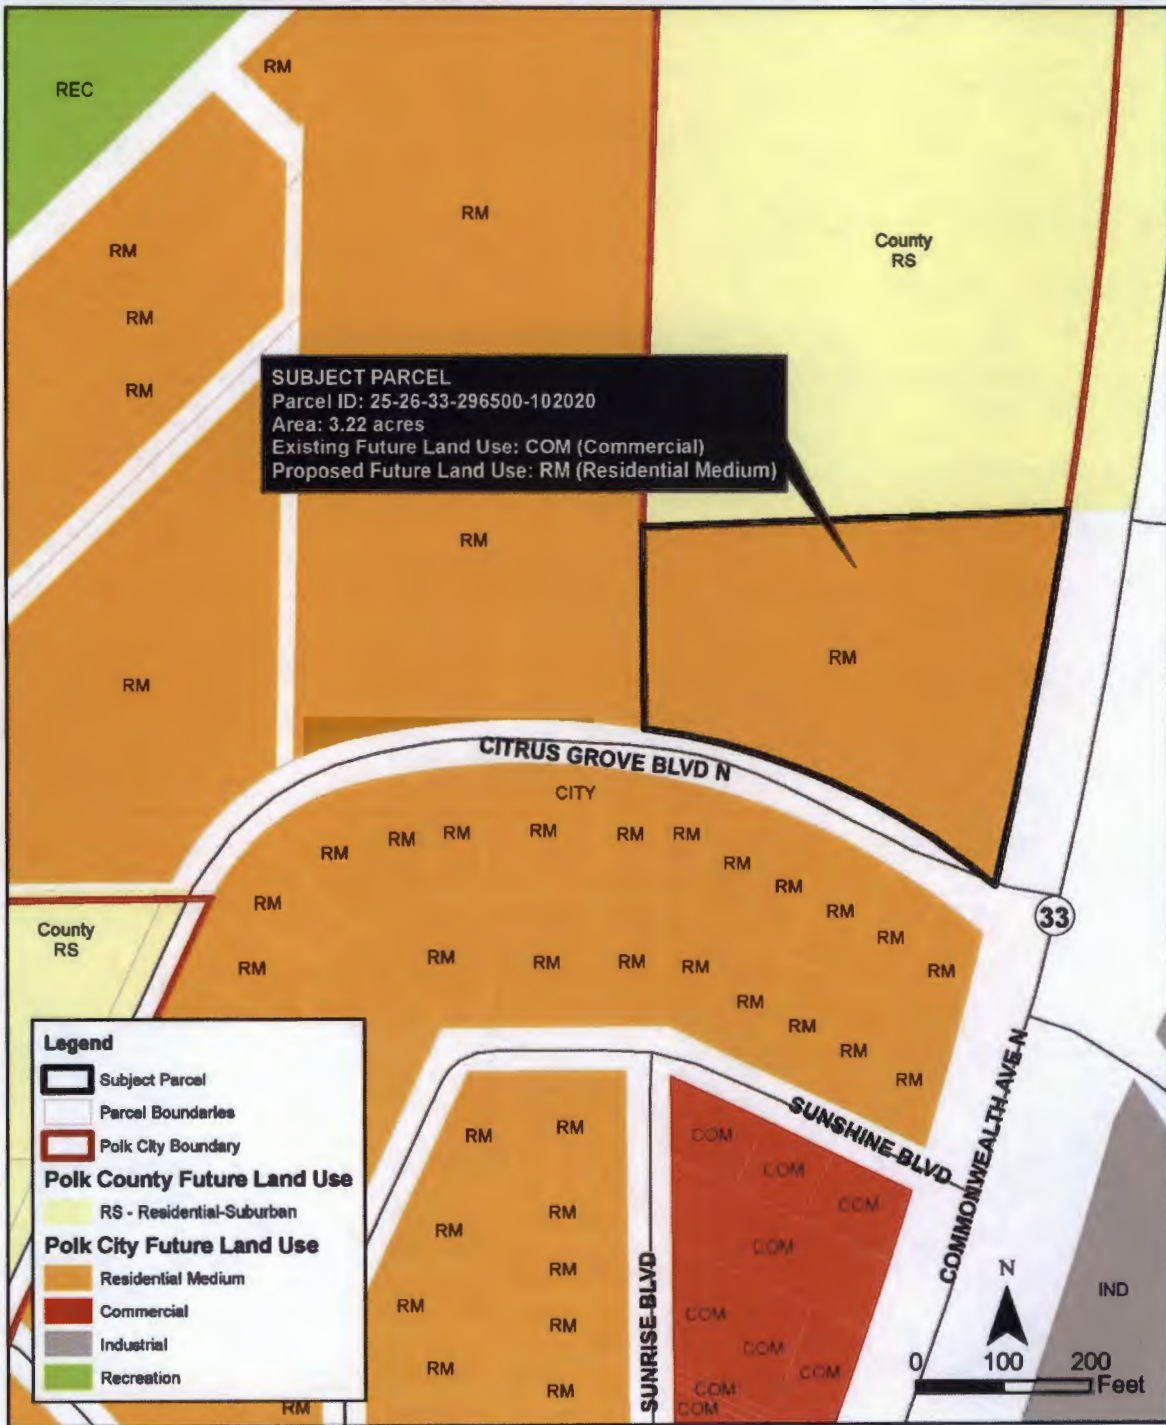 REC
RM
RM
County
RS
RM
RM
RM
SUBJECT PARCEL
Parcel ID: 25-26-33-296500-102020
Area: 3.22 acres
Existing Future Land Use: COM (Commercial)
Proposed Future Land Use: RM (Residential Medium)
RM
RM
RM
CITRUS GROVE BLVD N
CITY
RM
RM
RM
RM
RM
RM
RM
RM
RM
RM
RM
RM
33
County
RS
RM
RM
RM
RM
RM
RM
RM
RM
RM
COMMONWEALTH AVE N
SUNSHINE BLVD
SUNRISE BLVD
RM
RM
RM
RM
RM
RM
RM
RM
RM
RM
COM
COM
COM
COM
COM
COM
COM
COM
COM
IND
N
0 100 200
Feet
Legend
Subject Parcel
Parcel Boundaries
Polk City Boundary
Polk County Future Land Use
RS - Residential-Suburban
Polk City Future Land Use
Residential Medium
Commercial
Industrial
Recreation